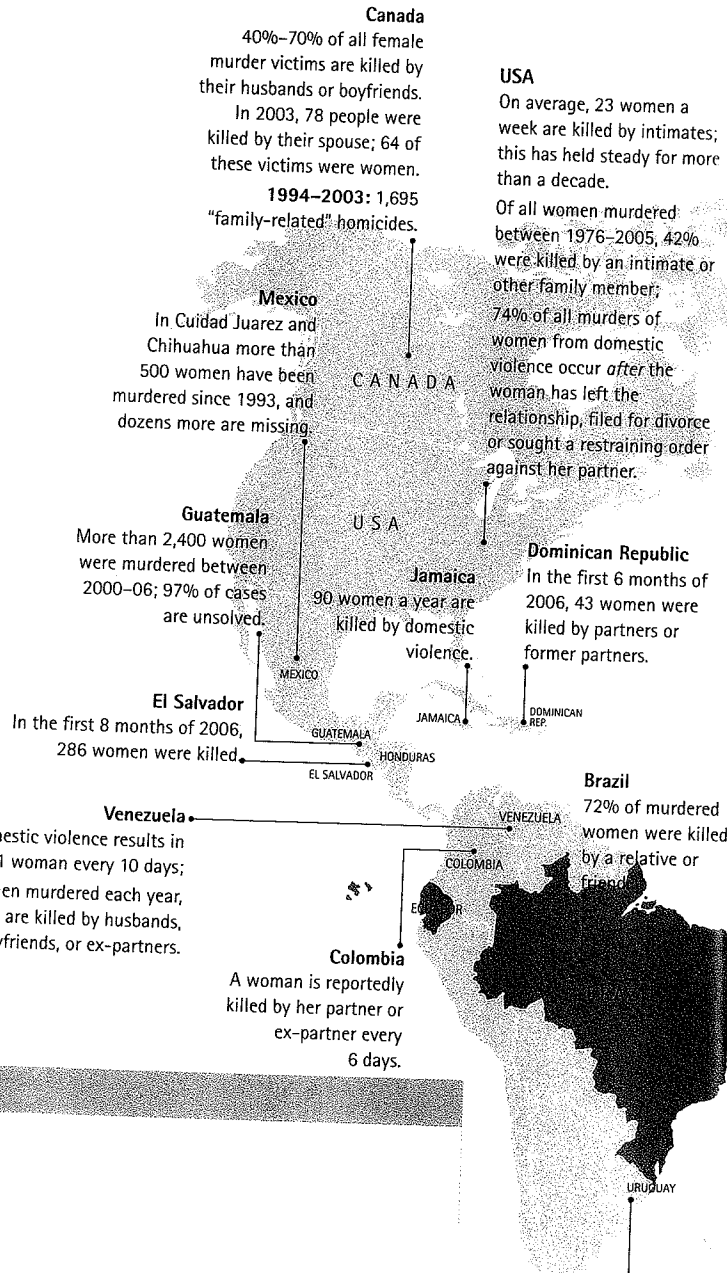 Canada
40%–70% of all female
murder victims are killed by
their husbands or boyfriends.
In 2003, 78 people were
killed by their spouse; 64 of
these victims were women.
1994–2003: 1,695
“family-related” homicides.
USA
On average, 23 women a
week are killed by intimates;
this has held steady for more
than a decade.
Of all women murdered
between 1976–2005, 42%
were killed by an intimate or
other family member;
74% of all murders of
women from domestic
violence occur after the
woman has left the
relationship, filed for divorce
or sought a restraining order
against her partner.
Mexico
In Cuidad Juarez and
Chihuahua more than
500 women have been
murdered since 1993, and
dozens more are missing.
CANADA
USA
Guatemala
More than 2,400 women
were murdered between
2000–06; 97% of cases
are unsolved.
Jamaica
90 women a year are
killed by domestic
violence.
Dominican Republic
In the first 6 months of
2006, 43 women were
killed by partners or
former partners.
MEXICO
JAMAICA
DOMINICAN
REP.
El Salvador
In the first 8 months of 2006,
286 women were killed.
GUATEMALA
HONDURAS
EL SALVADOR
Brazil
72% of murdered
women were killed
by a relative or
friend
Venezuela
estic violence results in
1 woman every 10 days;
en murdered each year,
are killed by husbands,
friends, or ex-partners.
VENEZUELA
COLOMBIA
Colombia
A woman is reportedly
killed by her partner or
ex-partner every
6 days.
URUGUAY